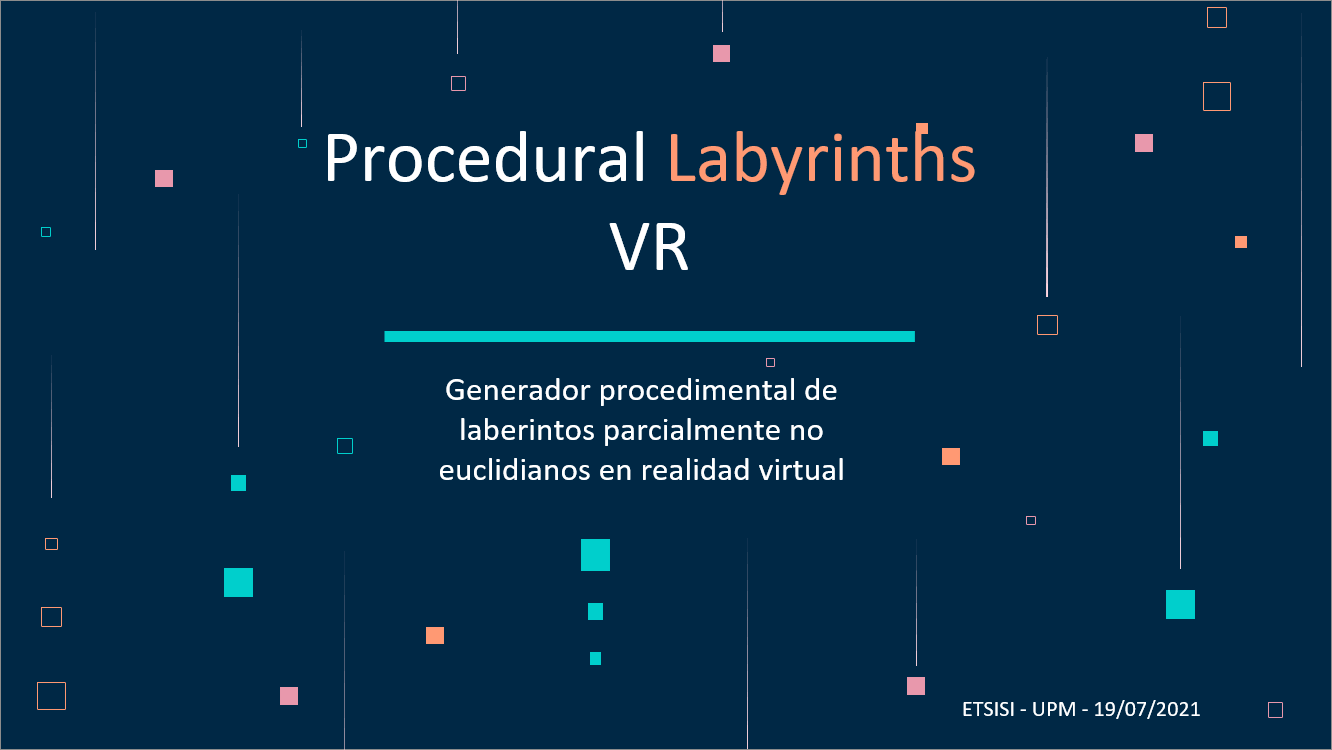 Procedural Labyrinths
VR
Generador procedimental de
laberintos parcialmente no
euclidianos en realidad virtual
ETSISI - UPM - 19/07/2021